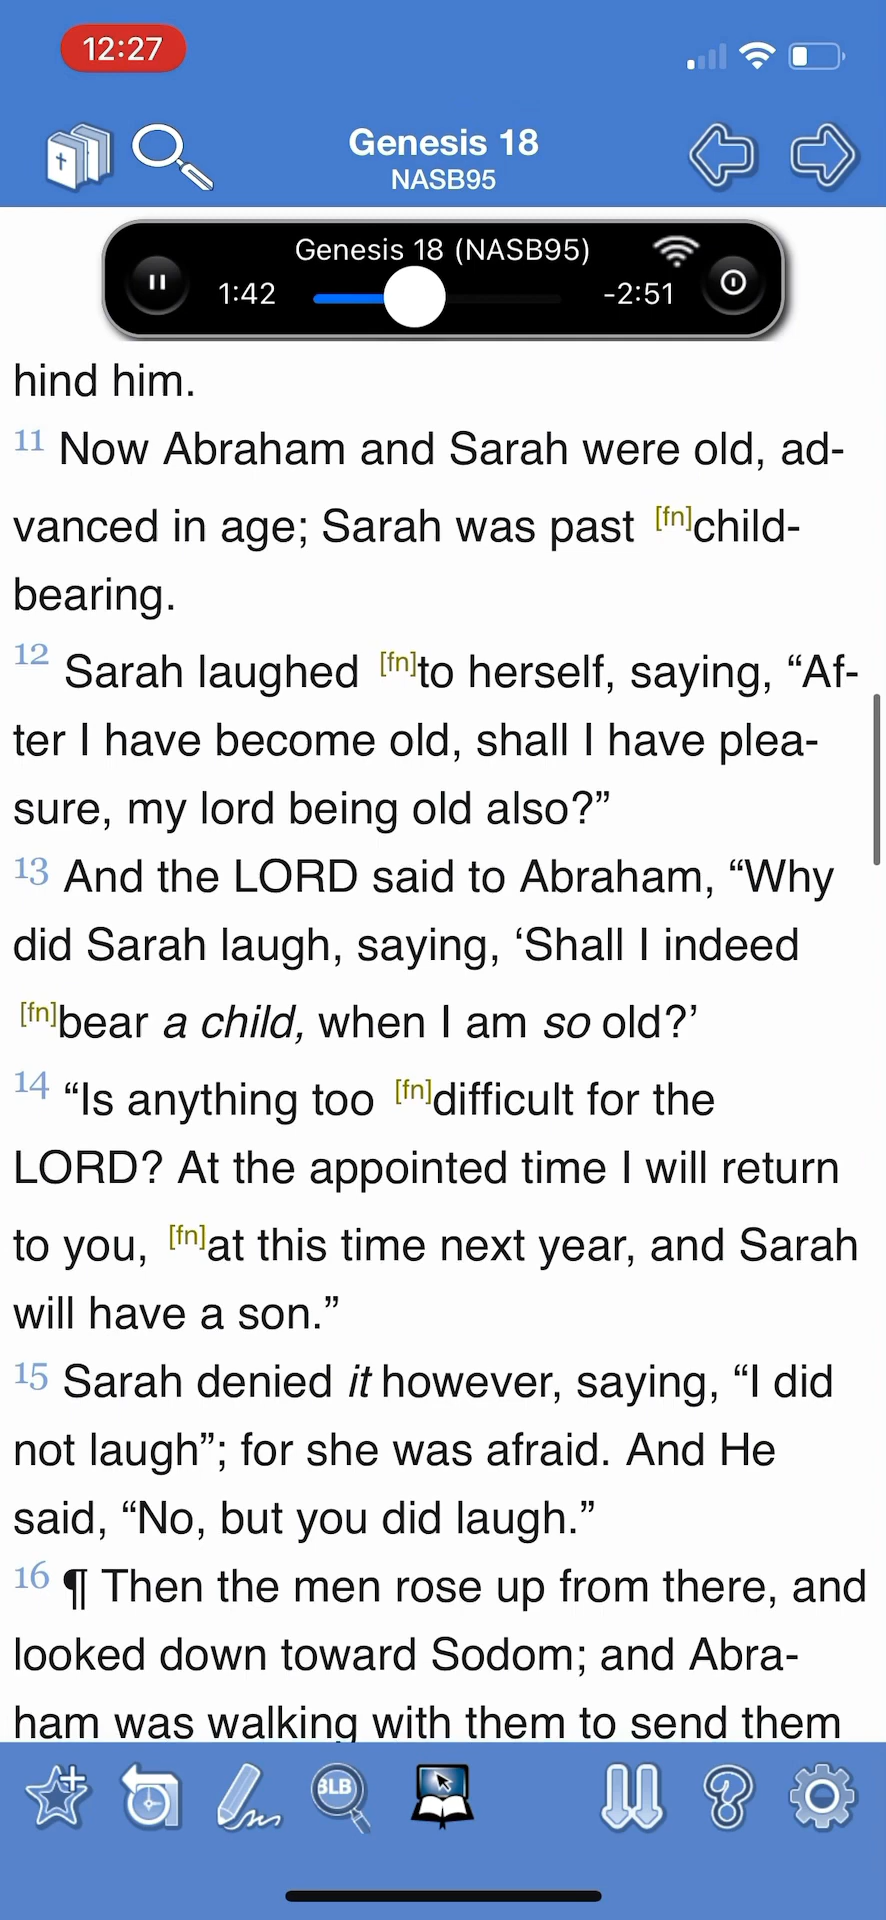 12:27
Genesis 18
NASB95
Genesis 18 (NASB95)
1:42
-2:51
hind him.
11 Now Abraham and Sarah were old, ad-
vanced in age; Sarah was past [fn]child-
bearing.
12 Sarah laughed [fn]to herself, saying, “Af-
ter I have become old, shall I have plea-
sure, my lord being old also?”
13 And the LORD said to Abraham, “Why
did Sarah laugh, saying, ‘Shall I indeed
[fn]bear a child, when I am so old?’
14 “Is anything too [fn]difficult for the
LORD? At the appointed time I will return
to you, [fn]at this time next year, and Sarah
will have a son.”
15 Sarah denied it however, saying, “I did
not laugh”; for she was afraid. And He
said, “No, but you did laugh.”
16 ¶ Then the men rose up from there, and
looked down toward Sodom; and Abra-
ham was walking with them to send them
BLB